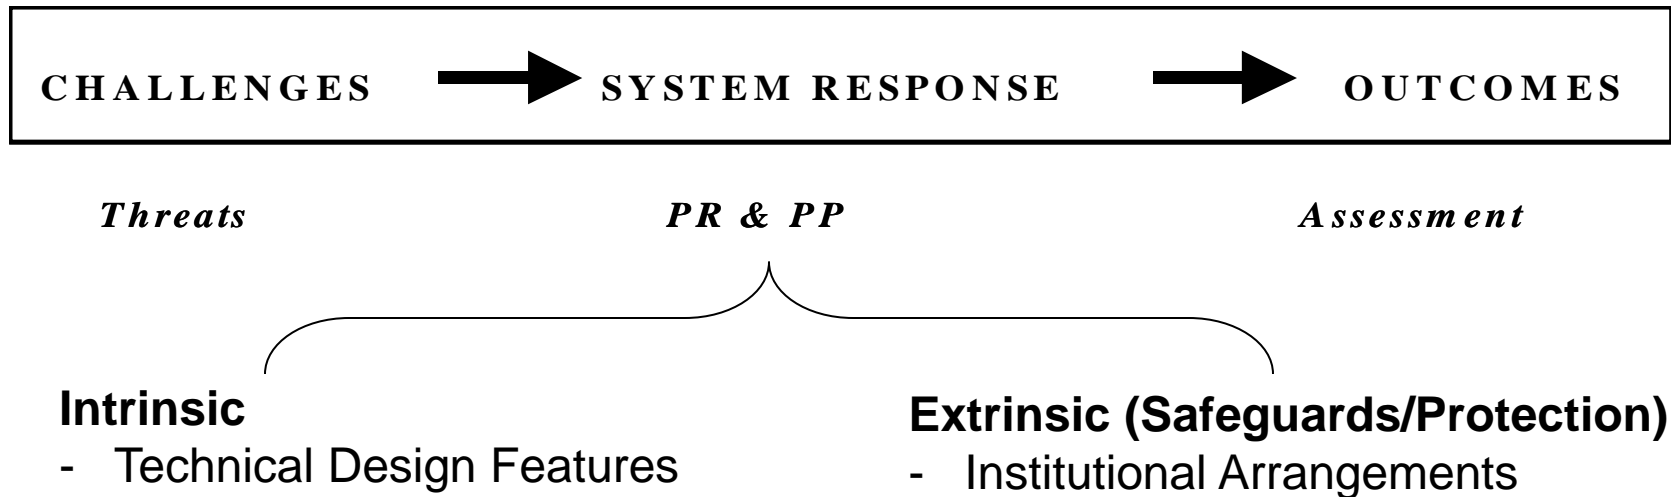 CHALLENGES SYSTEM RESPONSE OUTCOMES
Threats PR & PP Assessment
Intrinsic
- Technical Design Features
Extrinsic (Safeguards/Protection)
- Institutional Arrangements